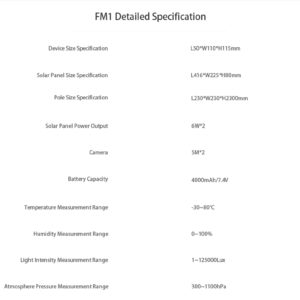 FM1 Detailed Specification
Device Size Specification L50*W110*H115mm
Solar Panel Size Specification L416*W225*H80mm
Pole Size Specification L230*W230*H2300mm
Solar Panel Power Output 6W*2
Camera 5M*2
Battery Capacity 4000mAh/7.4V
Temperature Measurement Range -30~80℃
Humidity Measurement Range 0~100%
Light Intensity Measurement Range 1~125000Lux
Atmosphere Pressure Measurement Range 300~1100hPa